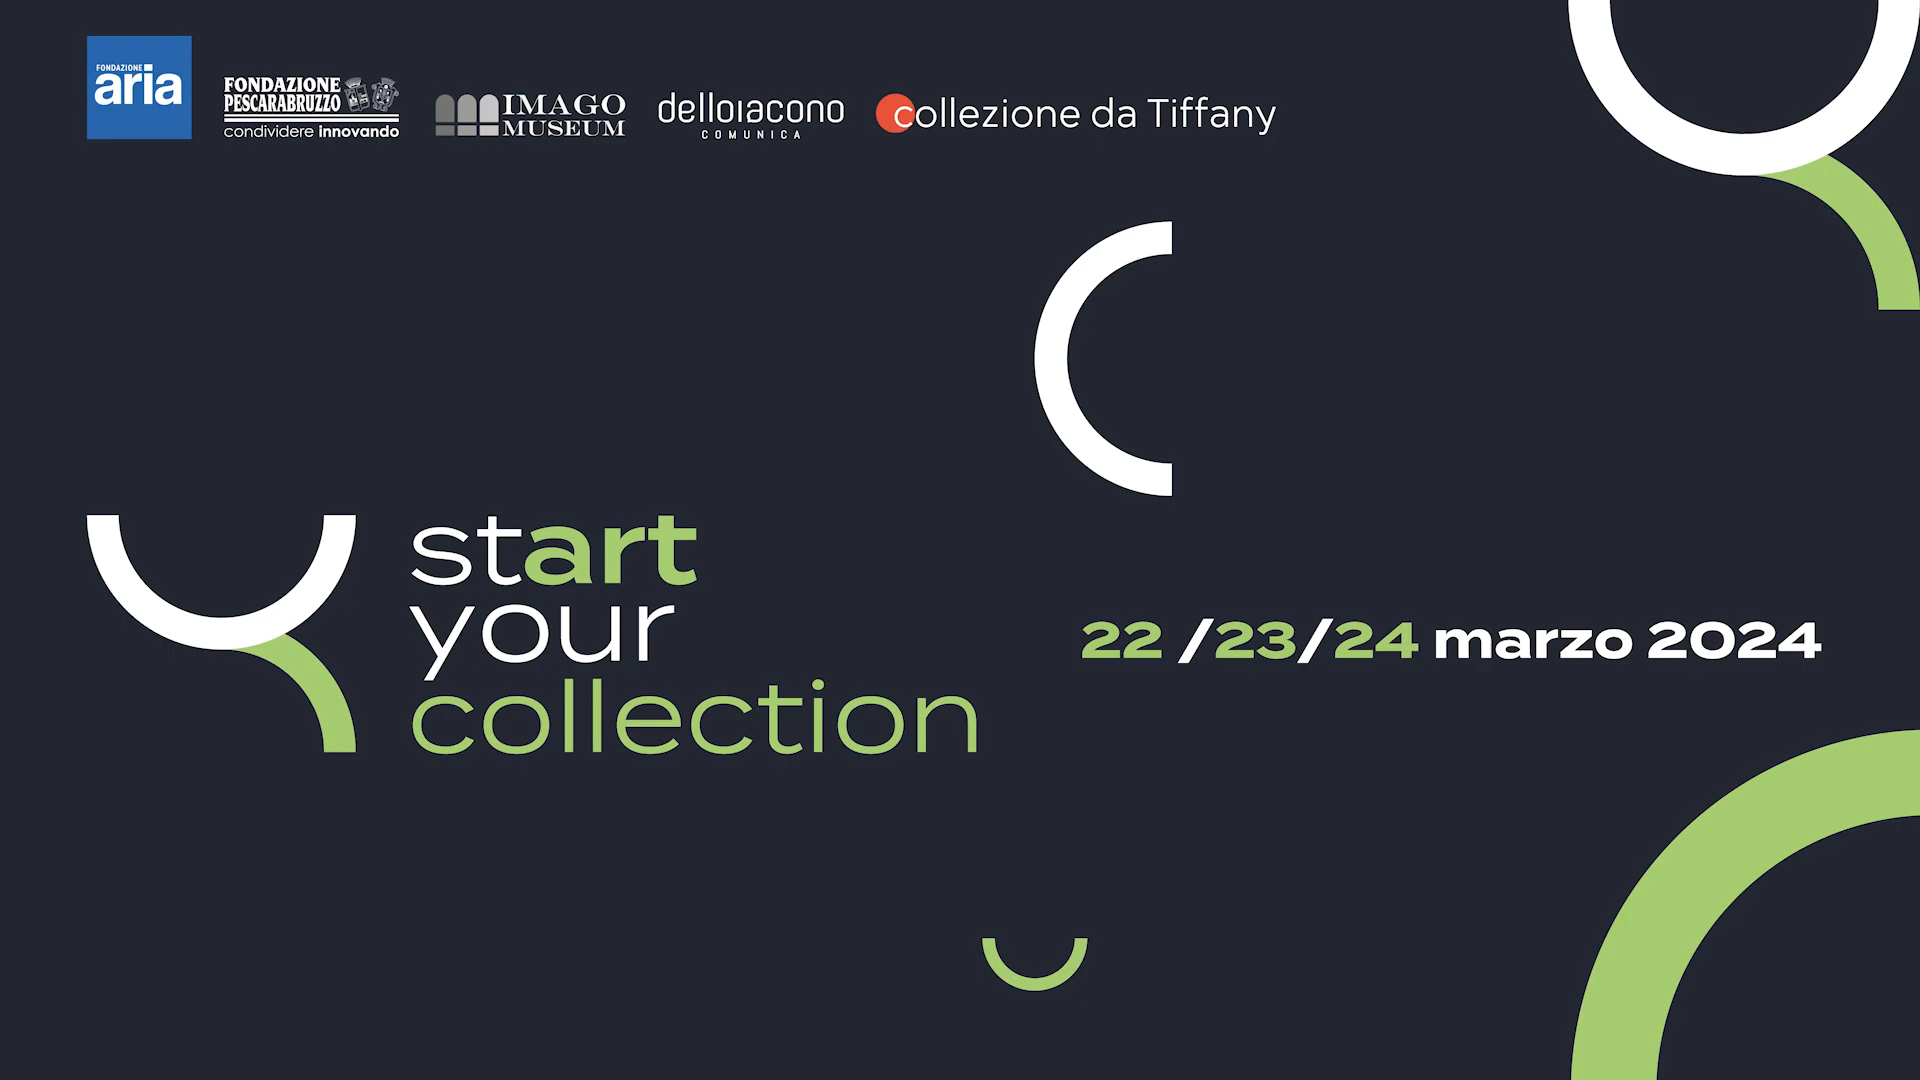 FONDAZIONE
aria
FONDAZIONE
PESCARABRUZZO
condividere innovando
IMAGO
MUSEUM
delloiacono
COMUNICA
collezione da Tiffany
start
your
collection
22 /23/24 marzo 2024